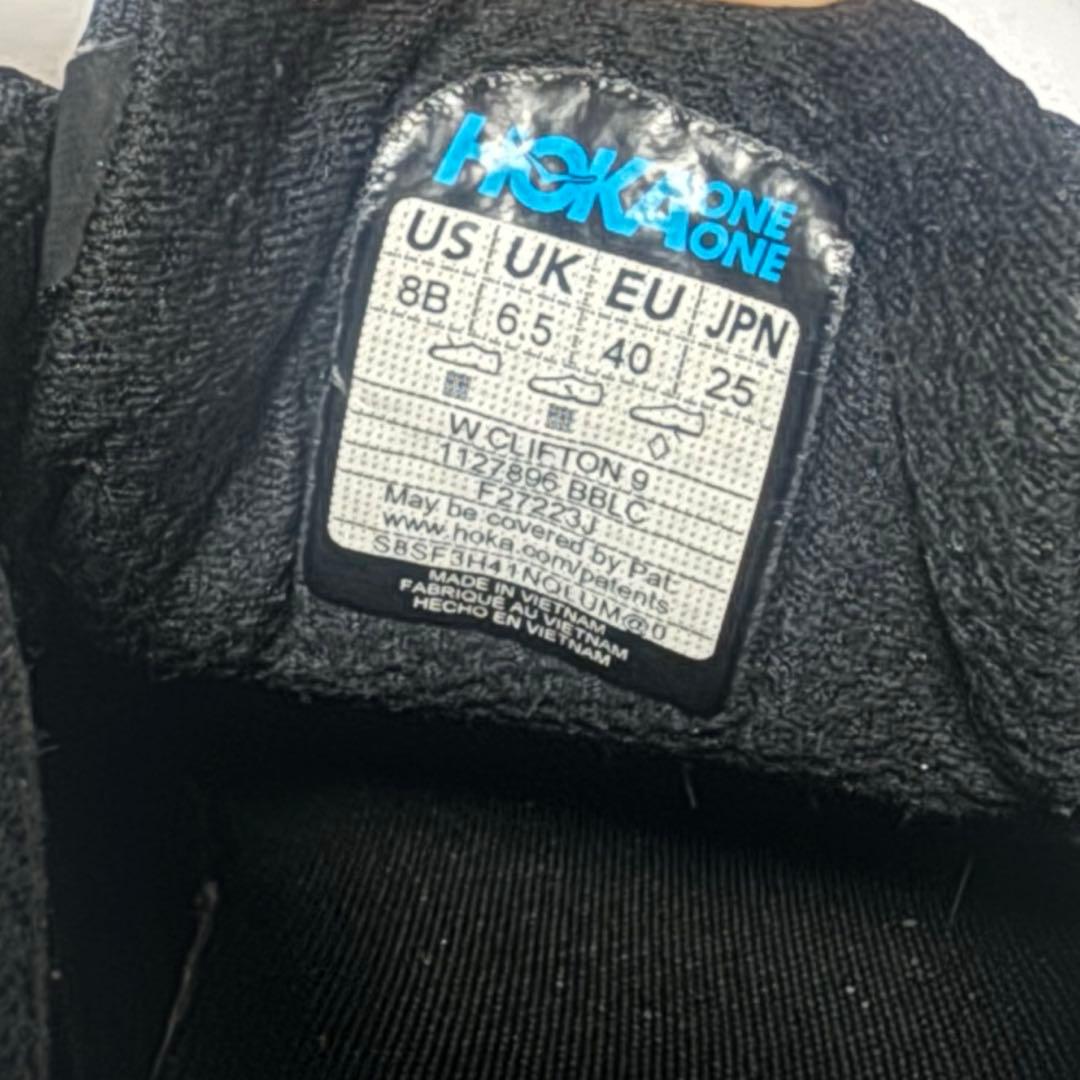 HOKA ONE ONE
US UK EU JPN
8B 6.5 40 25
W CLIFTON 9
1127896 BBLC
F27223J
May be covered by Pat
www.hoka.com/patents
S8SF3H41NOLUM@0
MADE IN VIETNAM
FABRIQUÉ AU VIETNAM
HECHO EN VIETNAM